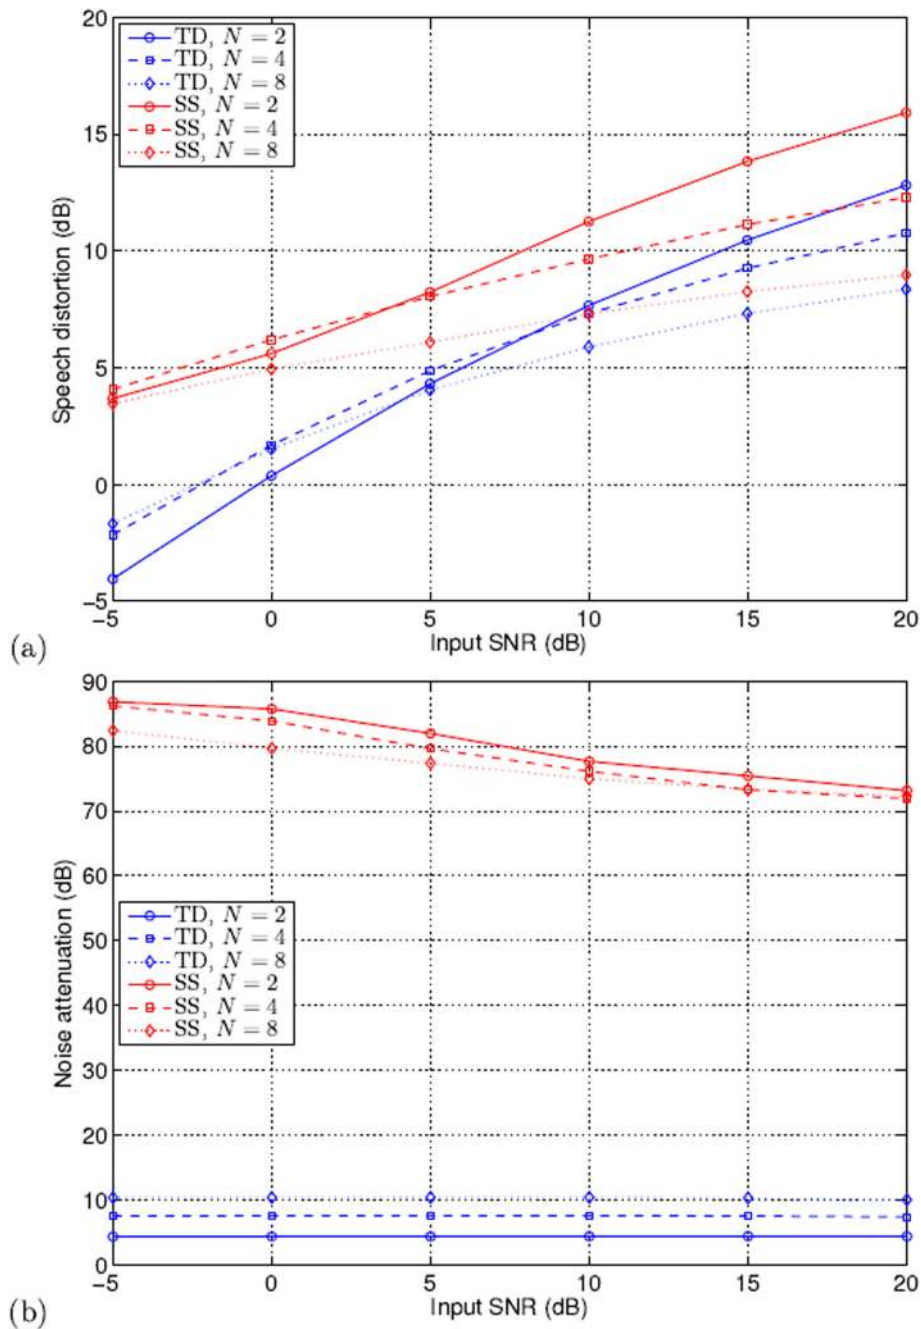 20
15
10
5
0
−5
Speech distortion (dB)
TD, N = 2
TD, N = 4
TD, N = 8
SS, N = 2
SS, N = 4
SS, N = 8
−5 0 5 10 15 20
Input SNR (dB)
(a)
90
80
70
60
50
40
30
20
10
0
Noise attenuation (dB)
TD, N = 2
TD, N = 4
TD, N = 8
SS, N = 2
SS, N = 4
SS, N = 8
−5 0 5 10 15 20
Input SNR (dB)
(b)